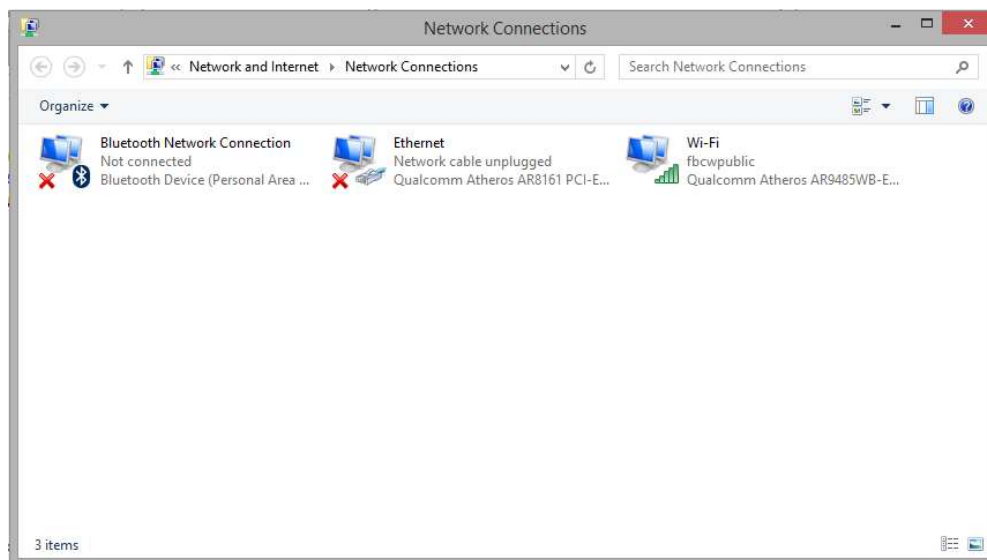 Network Connections
« Network and Internet Network Connections
Search Network Connections
Organize
Bluetooth Network Connection
Not connected
Bluetooth Device (Personal Area ...
Ethernet
Network cable unplugged
Qualcomm Atheros AR8161 PCI-E...
Wi-Fi
fbcwpublic
Qualcomm Atheros AR9485WB-E...
3 items